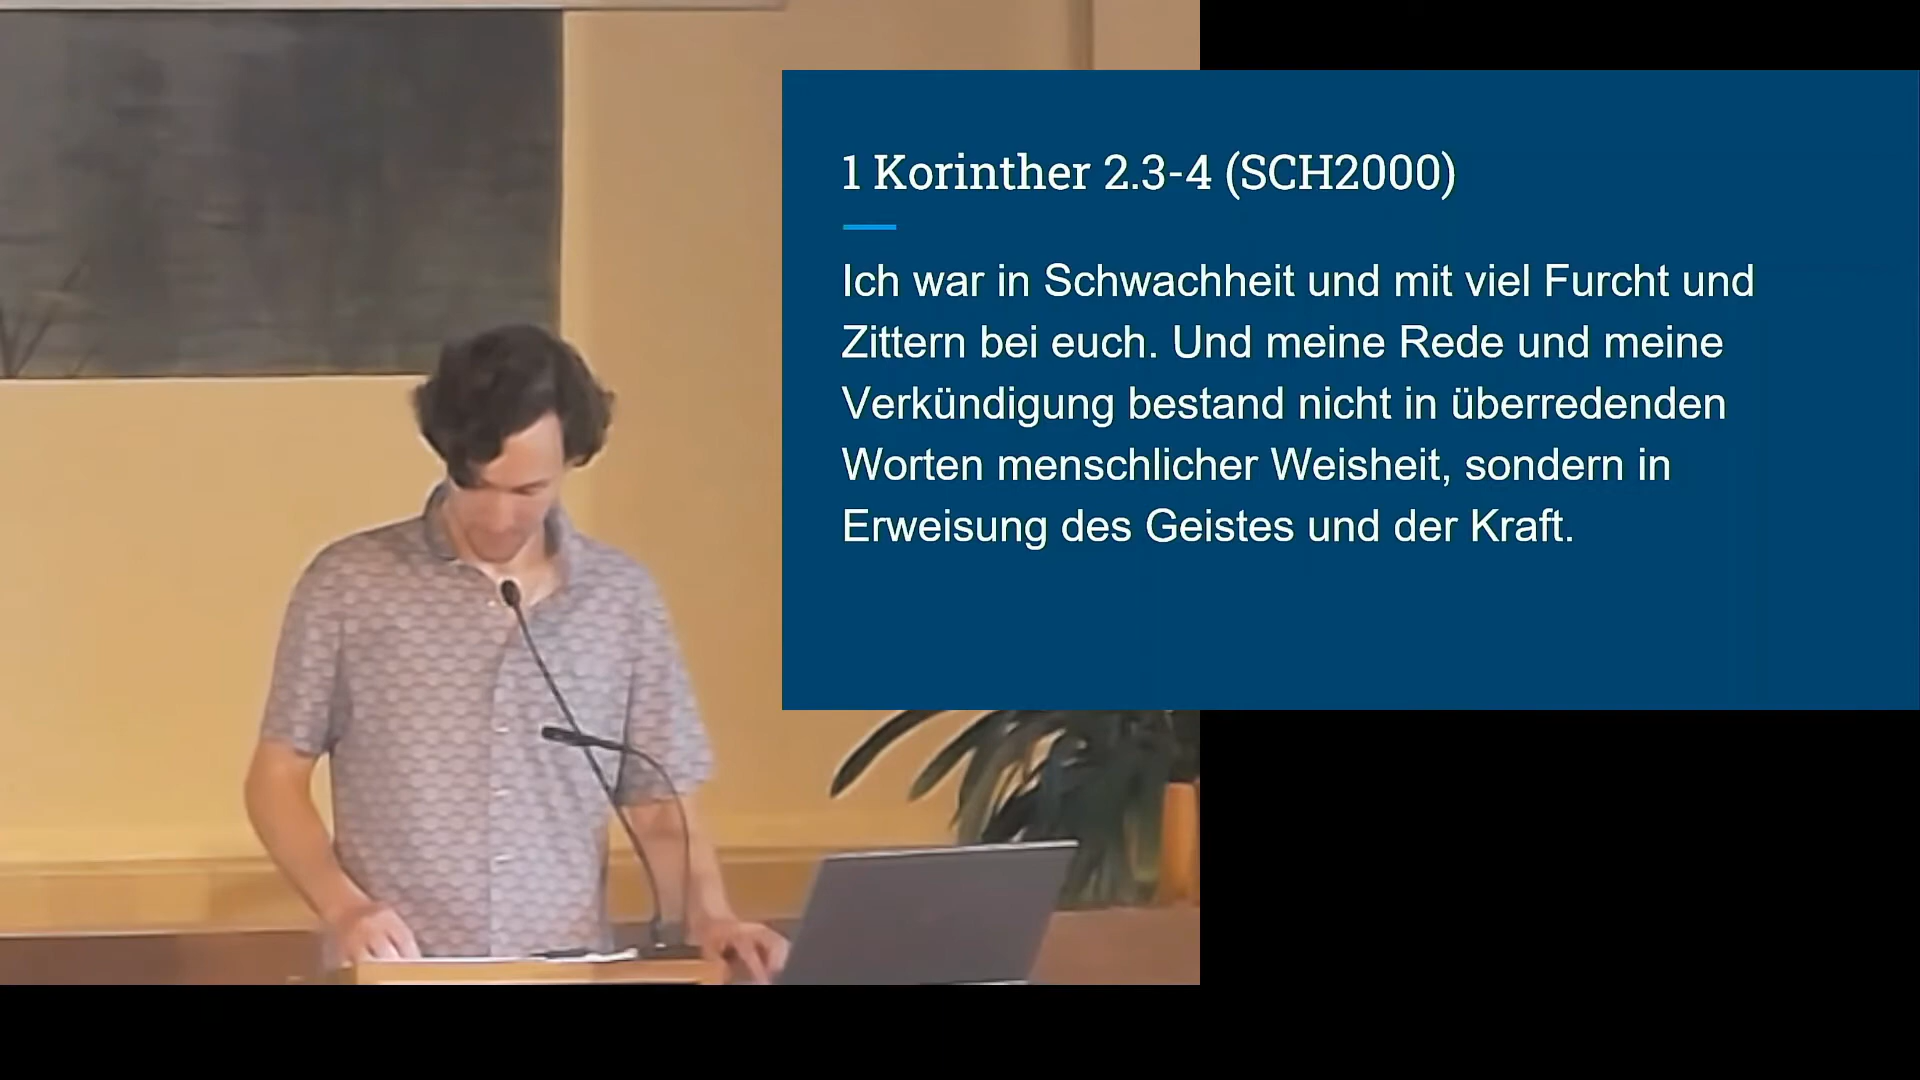 1 Korinther 2.3-4 (SCH2000)
Ich war in Schwachheit und mit viel Furcht und
Zittern bei euch. Und meine Rede und meine
Verkündigung bestand nicht in überredenden
Worten menschlicher Weisheit, sondern in
Erweisung des Geistes und der Kraft.